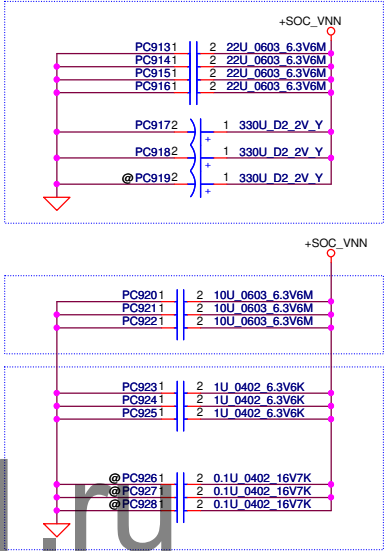 +SOC_VNN
PC913 1 2 22U_0603_6.3V6M
PC914 1 2 22U_0603_6.3V6M
PC915 1 2 22U_0603_6.3V6M
PC916 1 2 22U_0603_6.3V6M
PC917 2 1 330U_D2_2V_Y
+
PC918 2 1 330U_D2_2V_Y
+
@PC919 2 1 330U_D2_2V_Y
+
+SOC_VNN
PC920 1 2 10U_0603_6.3V6M
PC921 1 2 10U_0603_6.3V6M
PC922 1 2 10U_0603_6.3V6M
PC923 1 2 1U_0402_6.3V6K
PC924 1 2 1U_0402_6.3V6K
PC925 1 2 1U_0402_6.3V6K
@PC926 1 2 0.1U_0402_16V7K
@PC927 1 2 0.1U_0402_16V7K
@PC928 1 2 0.1U_0402_16V7K
.ru